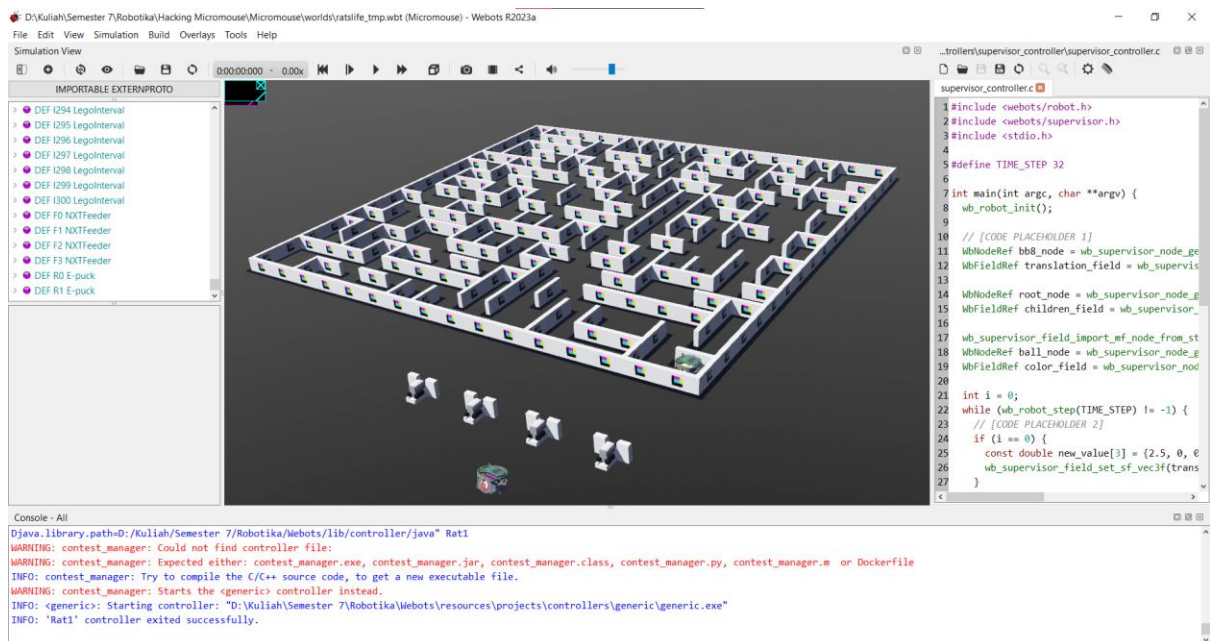 D:\Kuliah\Semester 7\Robotika\Hacking Micromouse\Micromouse\worlds\ratslife_tmp.wbt (Micromouse) - Webots R2023a
File Edit View Simulation Build Overlays Tools Help
Simulation View
...trollers\supervisor_controller\supervisor_controller.c
0:00:00:000 - 0.00x
IMPORTABLE EXTERNPROTO
DEF I294 LegoInterval
DEF I295 LegoInterval
DEF I296 LegoInterval
DEF I297 LegoInterval
DEF I298 LegoInterval
DEF I299 LegoInterval
DEF I300 LegoInterval
DEF F0 NXTFeeder
DEF F1 NXTFeeder
DEF F2 NXTFeeder
DEF F3 NXTFeeder
DEF R0 E-puck
DEF R1 E-puck
supervisor_controller.c
1 #include <webots/robot.h>
2 #include <webots/supervisor.h>
3 #include <stdio.h>
4
5 #define TIME_STEP 32
6
7 int main(int argc, char **argv) {
8 wb_robot_init();
9
10 // [CODE PLACEHOLDER 1]
11 WbNodeRef bb8_node = wb_supervisor_node_ge
12 WbFieldRef translation_field = wb_supervis
13
14 WbNodeRef root_node = wb_supervisor_node_g
15 WbFieldRef children_field = wb_supervisor_
16
17 wb_supervisor_field_import_mf_node_from_st
18 WbNodeRef ball_node = wb_supervisor_node_g
19 WbFieldRef color_field = wb_supervisor_nod
20
21 int i = 0;
22 while (wb_robot_step(TIME_STEP) != -1) {
23 // [CODE PLACEHOLDER 2]
24 if (i == 0) {
25 const double new_value[3] = {2.5, 0, 0
26 wb_supervisor_field_set_sf_vec3f(trans
27 }
Console - All
Djava.library.path=D:/Kuliah/Semester 7/Robotika/Webots/lib/controller/java" Rat1
WARNING: contest_manager: Could not find controller file:
WARNING: contest_manager: Expected either: contest_manager.exe, contest_manager.jar, contest_manager.class, contest_manager.py, contest_manager.m or Dockerfile
INFO: contest_manager: Try to compile the C/C++ source code, to get a new executable file.
WARNING: contest_manager: Starts the <generic> controller instead.
INFO: <generic>: Starting controller: "D:\Kuliah\Semester 7\Robotika\Webots\resources\projects\controllers\generic\generic.exe"
INFO: 'Rat1' controller exited successfully.